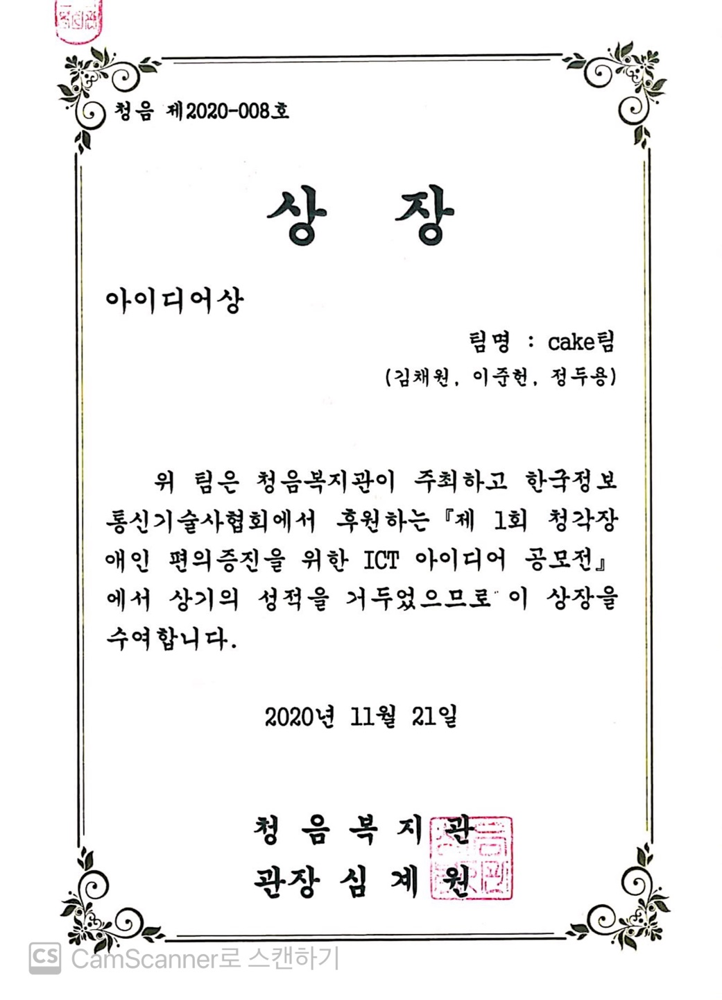 청음 제2020-008호
상 장
아이디어상
팀명 : cake팀
(김채원, 이준헌, 정두용)
위 팀은 청음복지관이 주최하고 한국정보
통신기술사협회에서 후원하는『제 1회 청각장
애인 편의증진을 위한 ICT 아이디어 공모전』
에서 상기의 성적을 거두었으므로 이 상장을
수여합니다.
2020년 11월 21일
청 음 복 지 관
관장 심 계 원
CS CamScanner로 스캔하기